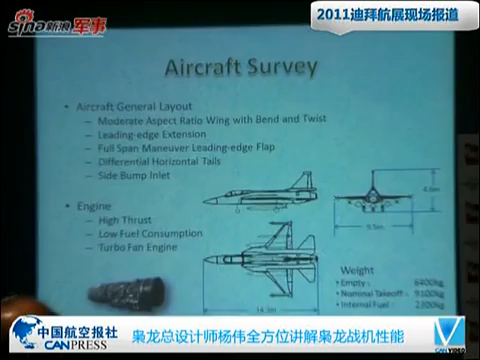 sina新浪军事
2011迪拜航展现场报道
Aircraft Survey
• Aircraft General Layout
– Moderate Aspect Ratio Wing with Bend and Twist
– Leading-edge Extension
– Full Span Maneuver Leading-edge Flap
– Differential Horizontal Tails
– Side Bump Inlet
• Engine
– High Thrust
– Low Fuel Consumption
– Turbo Fan Engine
4.6m
9.5m
14.3m
Weight
• Empty : 6400kg
• Nominal Takeoff : 9100kg
• Internal Fuel : 2300kg
中国航空报社
CANPRESS
枭龙总设计师杨伟全方位讲解枭龙战机性能
CANVIDEO